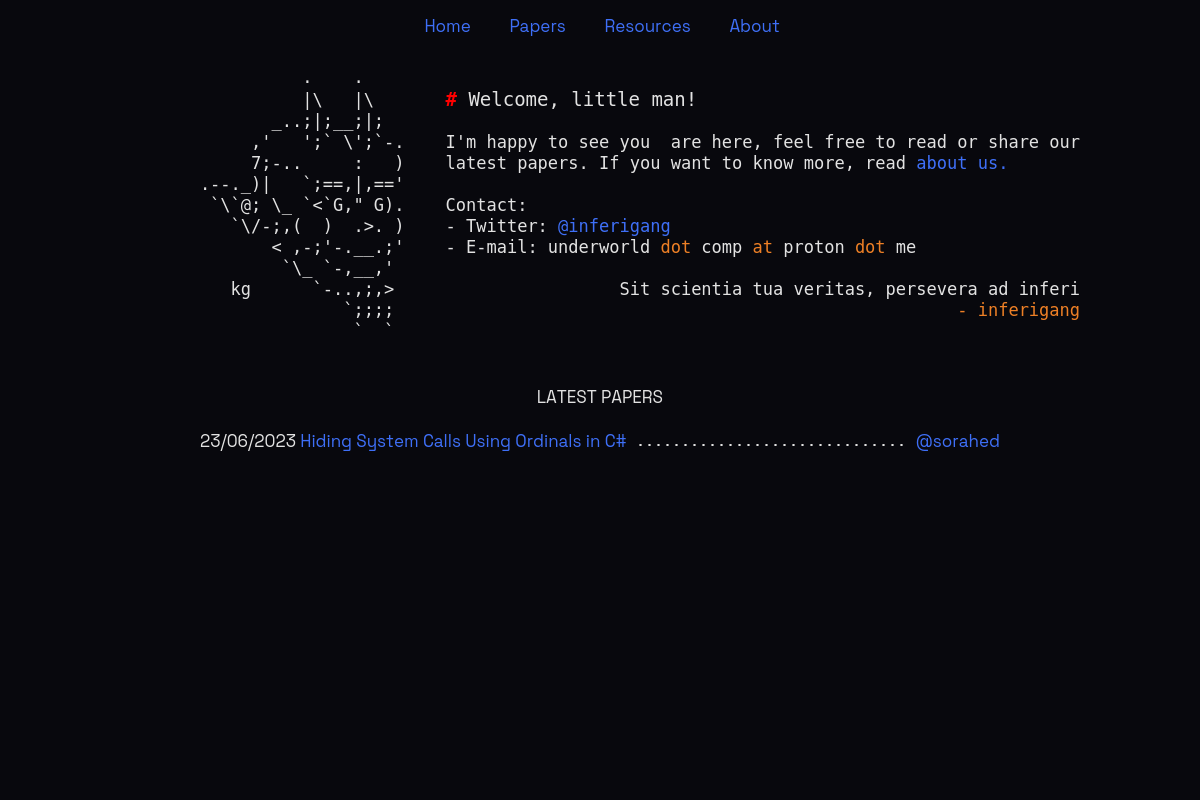 Home Papers Resources About
          .    .
          |\   |\
       _..;|;__;|;
     ,'   ';` \';`-.
     7;-..     :   )
.--._)|   `;==,|,=='
 `\`@; \_ `<`G," G).
   `\/-;,(  )  .>. )
       < ,-;'-.__.;'
        `\_ `-,__,'
   kg      `-..,;,>
              `;;;;
               `  `
# Welcome, little man!
I'm happy to see you  are here, feel free to read or share our
latest papers. If you want to know more, read about us.
Contact:
- Twitter: @inferigang
- E-mail: underworld dot comp at proton dot me
Sit scientia tua veritas, persevera ad inferi
- inferigang
LATEST PAPERS
23/06/2023 Hiding System Calls Using Ordinals in C# ............................... @sorahed